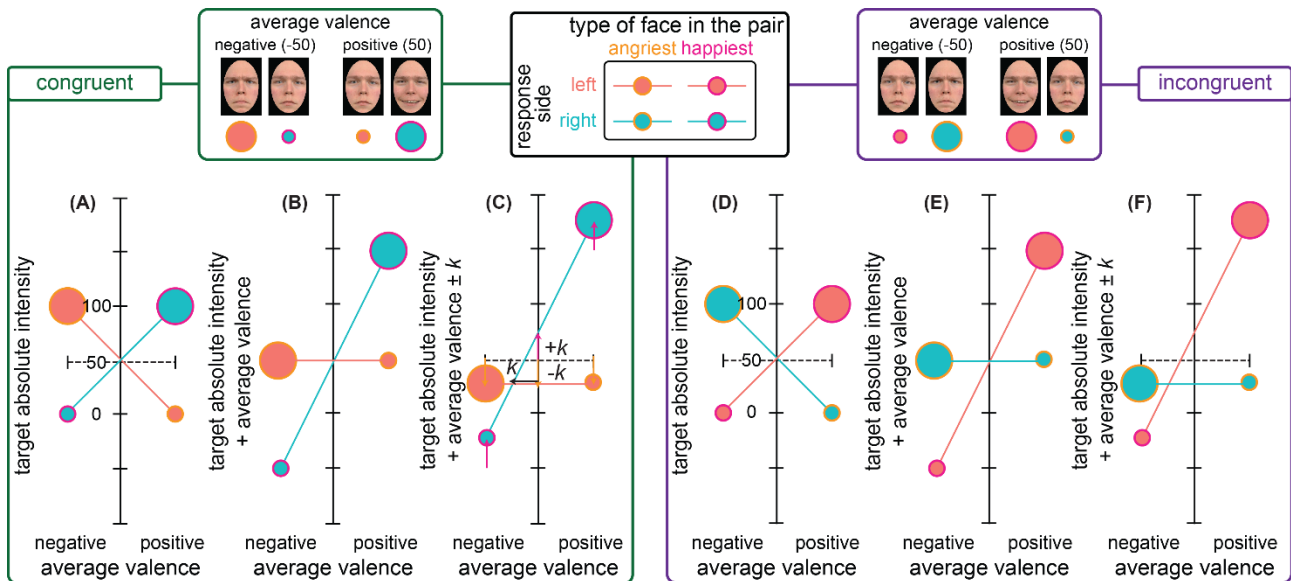 congruent
average valence
negative (-50) positive (50)
type of face in the pair
angriest happiest
response side
left
right
average valence
negative (-50) positive (50)
incongruent
(A)
target absolute intensity
100
50
0
negative positive
average valence
(B)
target absolute intensity
+ average valence
negative positive
average valence
(C)
target absolute intensity
+ average valence ± k
k
+k
-k
negative positive
average valence
(D)
target absolute intensity
100
50
0
negative positive
average valence
(E)
target absolute intensity
+ average valence
negative positive
average valence
(F)
target absolute intensity
+ average valence ± k
negative positive
average valence